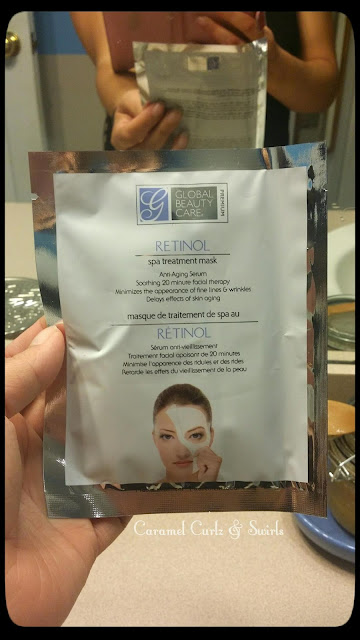 G
GLOBAL
BEAUTY
CARE®
PREMIUM
RETINOL
spa treatment mask
Anti-Aging Serum
Soothing 20 minute facial therapy
Minimizes the appearance of fine lines & wrinkles
Delays effects of skin aging
masque de traitement de spa au
RÉTINOL
Sérum anti-vieillissement
Traitement facial apaisant de 20 minutes
Minimise l'apparence des ridules et des rides
Retarde les effets du vieillissement de la peau
Caramel Curlz & Swirls